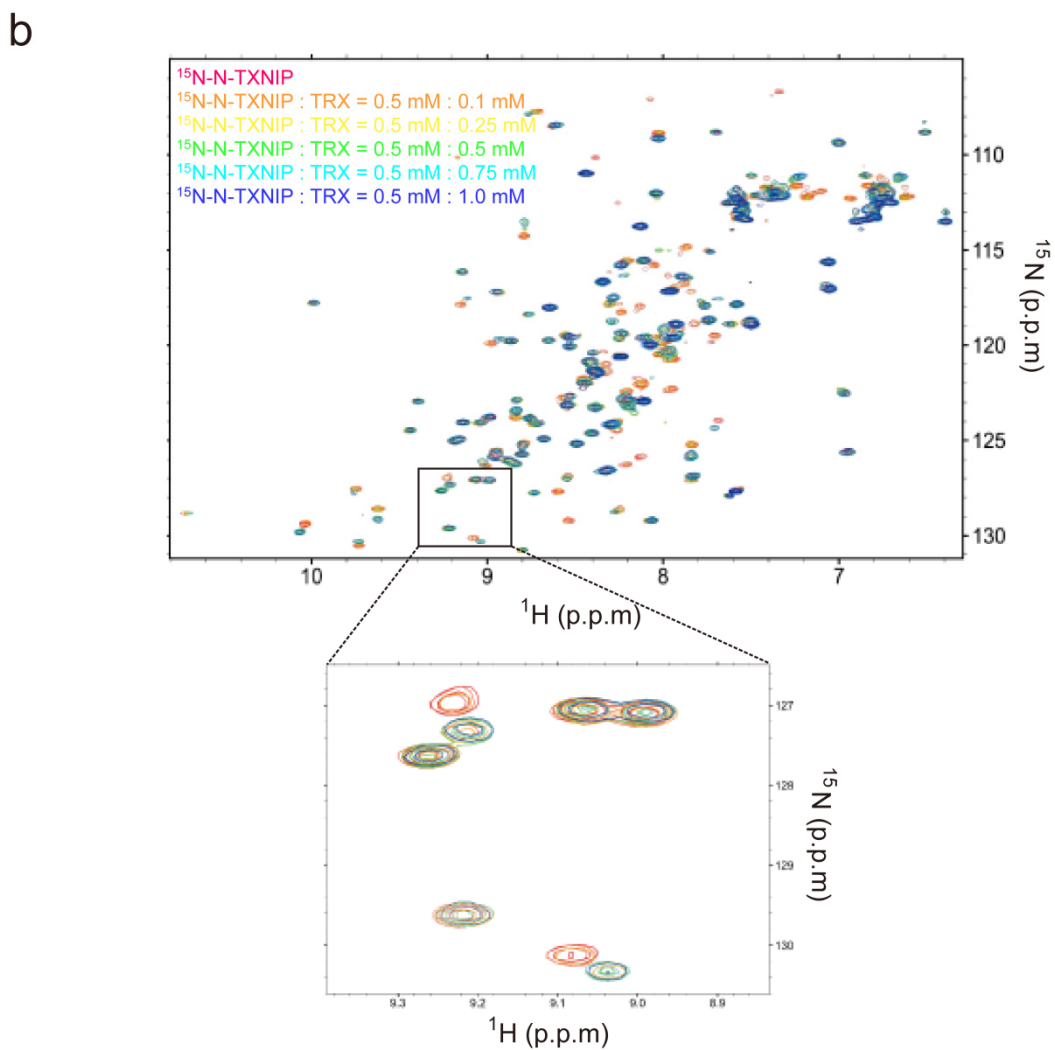 b
¹⁵N-N-TXNIP
¹⁵N-N-TXNIP : TRX = 0.5 mM : 0.1 mM
¹⁵N-N-TXNIP : TRX = 0.5 mM : 0.25 mM
¹⁵N-N-TXNIP : TRX = 0.5 mM : 0.5 mM
¹⁵N-N-TXNIP : TRX = 0.5 mM : 0.75 mM
¹⁵N-N-TXNIP : TRX = 0.5 mM : 1.0 mM
110
115
120
125
130
¹⁵N (p.p.m)
10 9 8 7
¹H (p.p.m)
127
128
129
130
¹⁵N (p.p.m)
9.3 9.2 9.1 9.0 8.9
¹H (p.p.m)